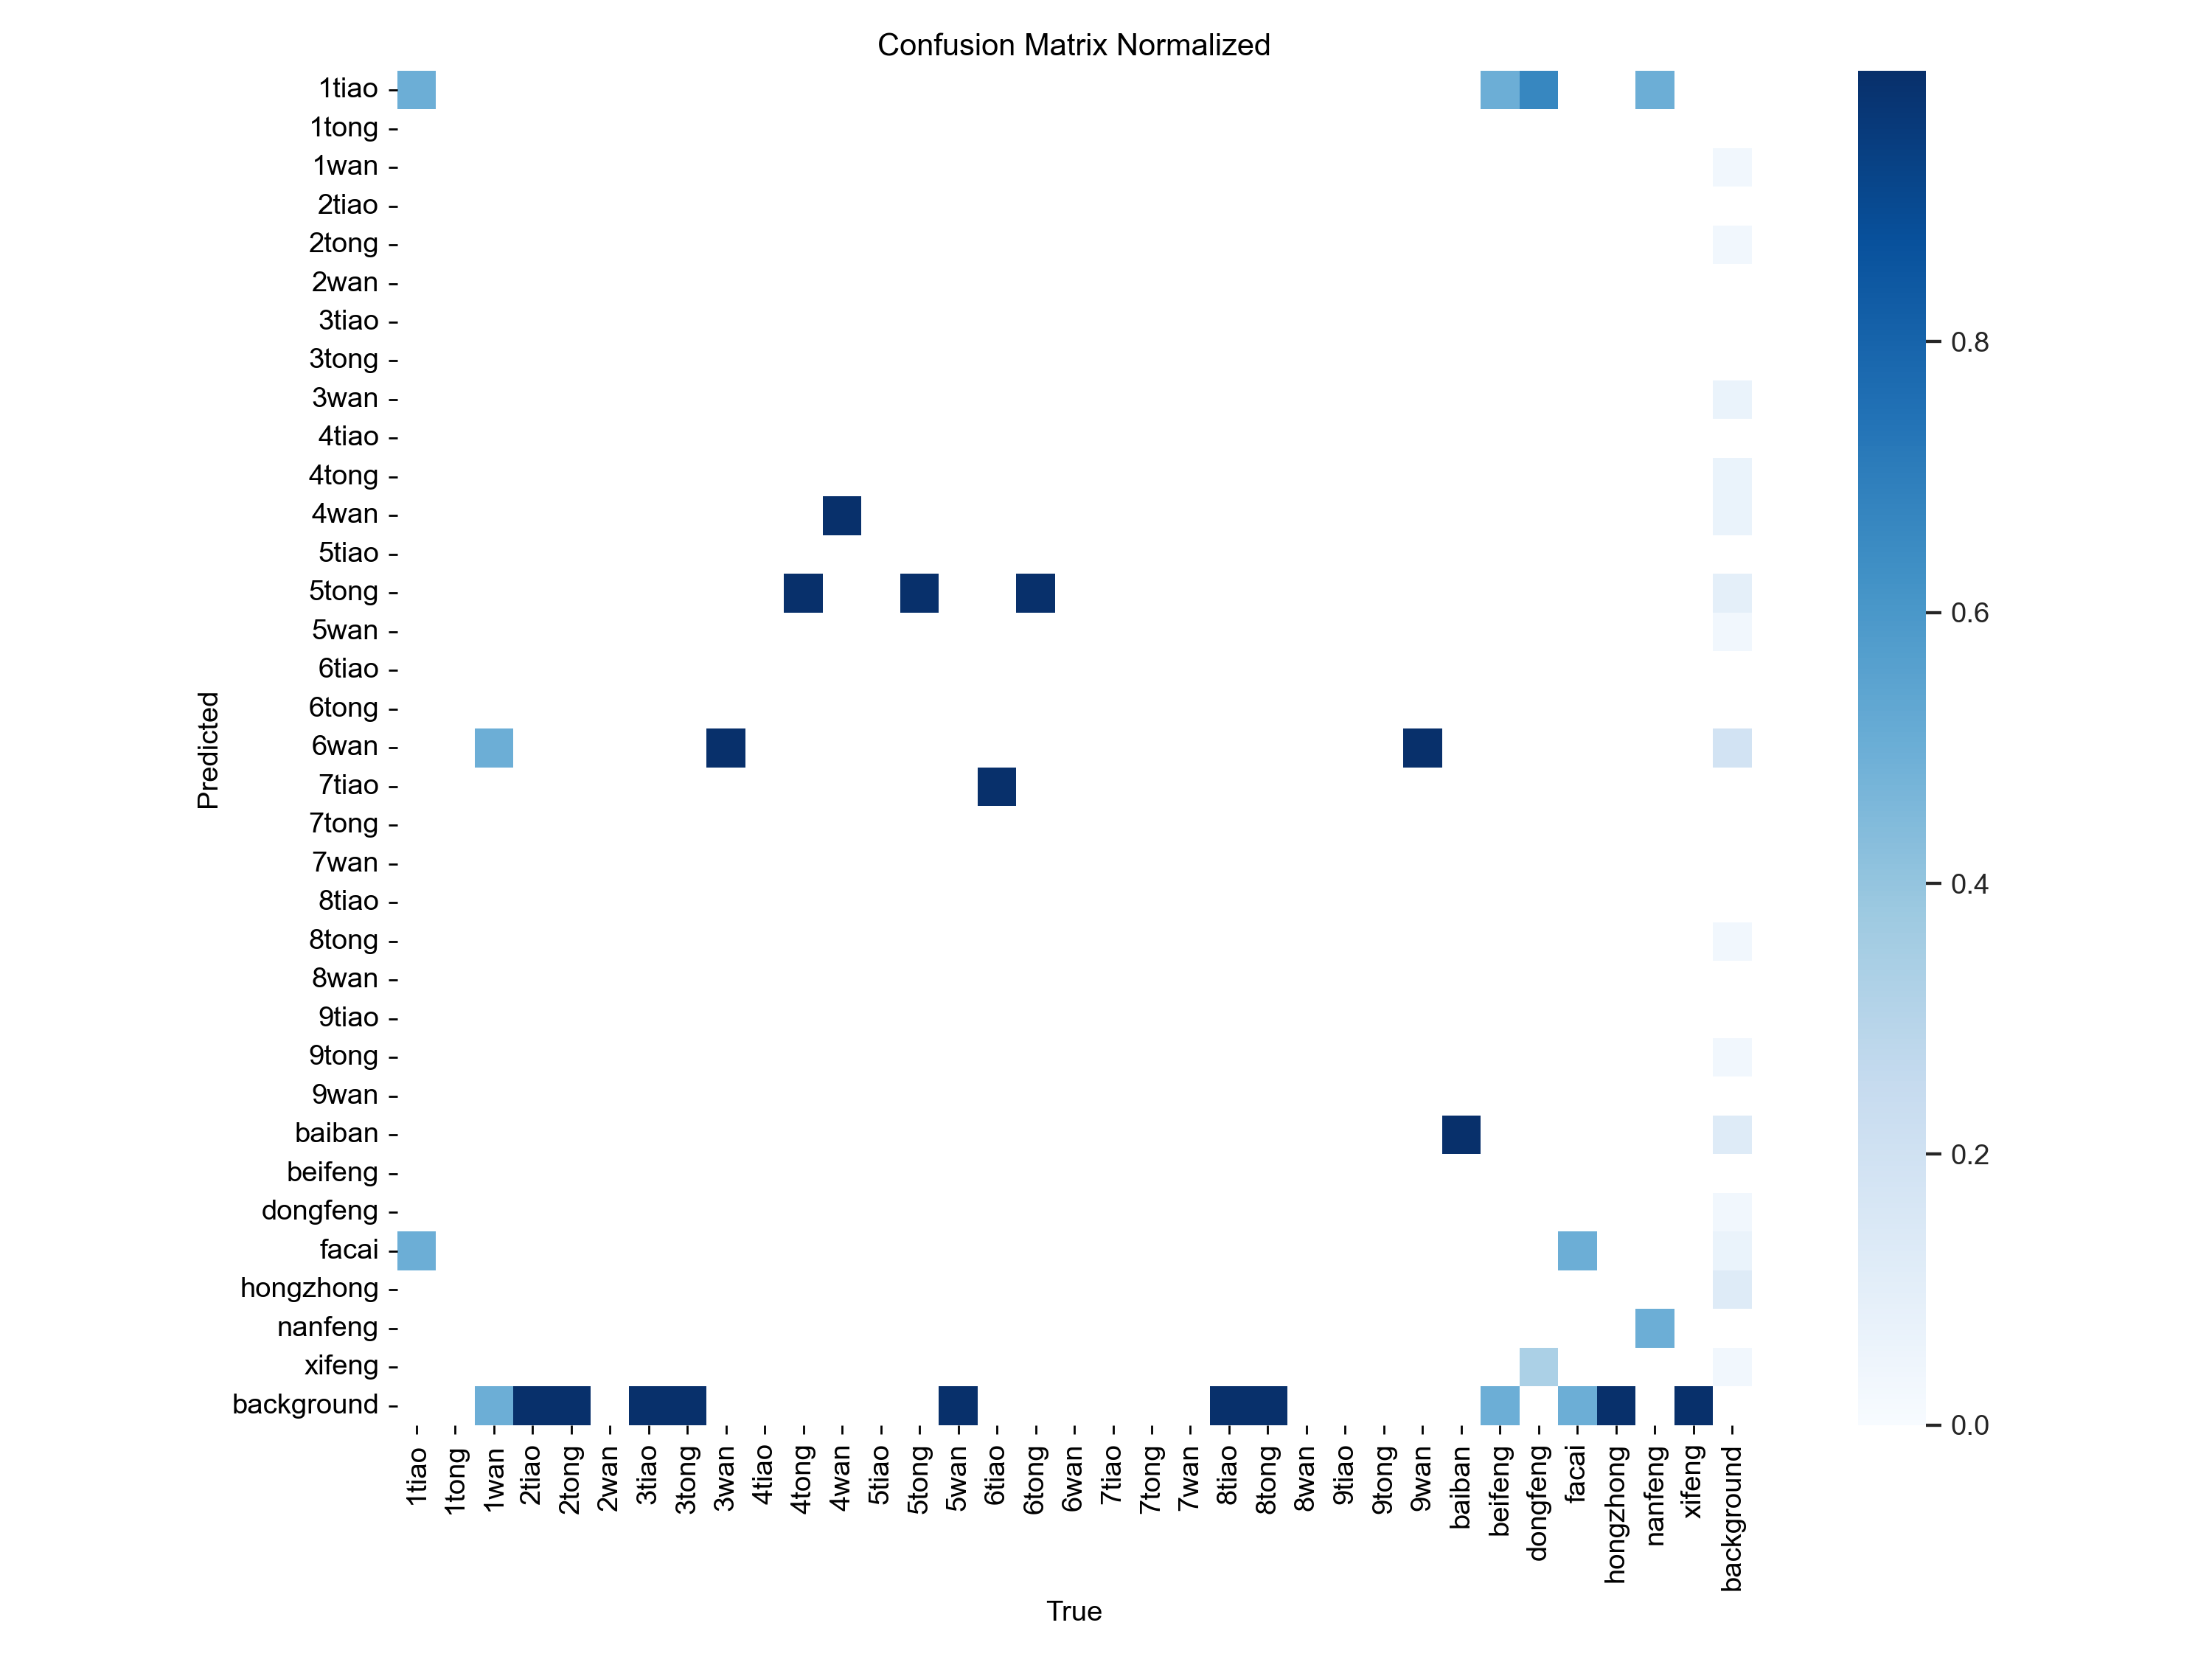 Confusion Matrix Normalized
Predicted
1tiao
1tong
1wan
2tiao
2tong
2wan
3tiao
3tong
3wan
4tiao
4tong
4wan
5tiao
5tong
5wan
6tiao
6tong
6wan
7tiao
7tong
7wan
8tiao
8tong
8wan
9tiao
9tong
9wan
baiban
beifeng
dongfeng
facai
hongzhong
nanfeng
xifeng
background
1tiao
1tong
1wan
2tiao
2tong
2wan
3tiao
3tong
3wan
4tiao
4tong
4wan
5tiao
5tong
5wan
6tiao
6tong
6wan
7tiao
7tong
7wan
8tiao
8tong
8wan
9tiao
9tong
9wan
baiban
beifeng
dongfeng
facai
hongzhong
nanfeng
xifeng
background
True
0.8
0.6
0.4
0.2
0.0